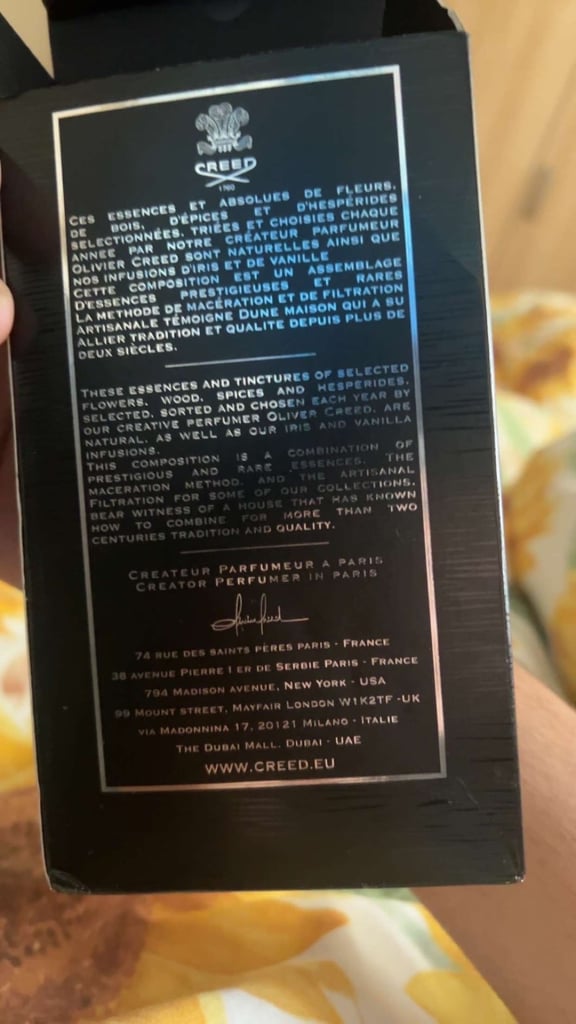 CREED
1760
CES ESSENCES ET ABSOLUES DE FLEURS,
DE BOIS, D'ÉPICES ET D'HESPÉRIDES
SELECTIONNÉES, TRIÉES ET CHOISIES CHAQUE
ANNÉE PAR NOTRE CRÉATEUR PARFUMEUR
OLIVIER CREED SONT NATURELLES AINSI QUE
NOS INFUSIONS D'IRIS ET DE VANILLE
CETTE COMPOSITION EST UN ASSEMBLAGE
D'ESSENCES PRESTIGIEUSES ET RARES
LA METHODE DE MACÉRATION ET DE FILTRATION
ARTISANALE TÉMOIGNE DUNE MAISON QUI A SU
ALLIER TRADITION ET QUALITE DEPUIS PLUS DE
DEUX SIÈCLES.
THESE ESSENCES AND TINCTURES OF SELECTED
FLOWERS, WOOD, SPICES AND HESPERIDES,
SELECTED, SORTED AND CHOSEN EACH YEAR BY
OUR CREATIVE PERFUMER OLIVER CREED, ARE
NATURAL, AS WELL AS OUR IRIS AND VANILLA
INFUSIONS.
THIS COMPOSITION IS A COMBINATION OF
PRESTIGIOUS AND RARE ESSENCES. THE
MACERATION METHOD, AND THE ARTISANAL
FILTRATION FOR SOME OF OUR COLLECTIONS,
BEAR WITNESS OF A HOUSE THAT HAS KNOWN
HOW TO COMBINE FOR MORE THAN TWO
CENTURIES TRADITION AND QUALITY.
CREATEUR PARFUMEUR A PARIS
CREATOR PERFUMER IN PARIS
74 RUE DES SAINTS PÈRES PARIS - FRANCE
38 AVENUE PIERRE 1 ER DE SERBIE PARIS - FRANCE
794 MADISON AVENUE, NEW YORK - USA
99 MOUNT STREET, MAYFAIR LONDON W1K2TF -UK
VIA MADONNINA 17, 20121 MILANO - ITALIE
THE DUBAI MALL. DUBAI - UAE
WWW.CREED.EU